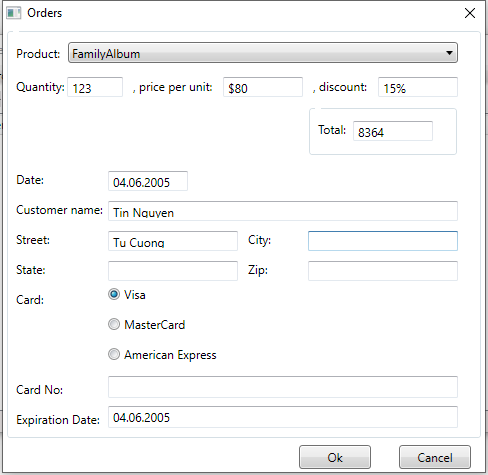 Orders
Product: FamilyAlbum
Quantity: 123 , price per unit: $80 , discount: 15%
Total: 8364
Date: 04.06.2005
Customer name: Tin Nguyen
Street: Tu Cuong City:
State: Zip:
Card: Visa
MasterCard
American Express
Card No:
Expiration Date: 04.06.2005
Ok Cancel